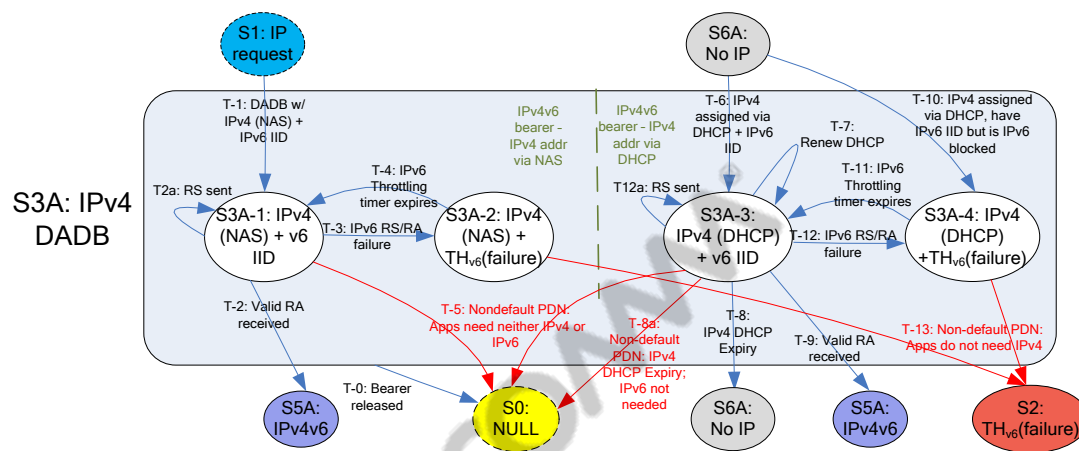 S1: IP
request
S6A:
No IP
T-1: DADB w/
IPv4 (NAS) +
IPv6 IID
IPv4v6
bearer -
IPv4 addr
via NAS
IPv4v6
bearer - IPv4
addr via
DHCP
T-6: IPv4
assigned via
DHCP + IPv6
IID
T-7:
Renew DHCP
T-10: IPv4 assigned
via DHCP, have
IPv6 IID but is IPv6
blocked
S3A: IPv4
DADB
T2a: RS sent
T-4: IPv6
Throttling
timer expires
T12a: RS sent
T-11: IPv6
Throttling
timer expires
S3A-1: IPv4
(NAS) + v6
IID
T-3: IPv6 RS/RA
failure
S3A-2: IPv4
(NAS) +
THv6(failure)
S3A-3:
IPv4 (DHCP)
+ v6 IID
T-12: IPv6 RS/RA
failure
S3A-4: IPv4
(DHCP)
+THv6(failure)
T-2: Valid RA
received
T-5: Nondefault PDN:
Apps need neither IPv4 or
IPv6
T-8a:
Non-default
PDN: IPv4
DHCP Expiry;
IPv6 not
needed
T-8:
IPv4 DHCP
Expiry
T-9: Valid RA
received
T-13: Non-default PDN:
Apps do not need IPv4
T-0: Bearer
released
S5A:
IPv4v6
S0:
NULL
S6A:
No IP
S5A:
IPv4v6
S2:
THv6(failure)